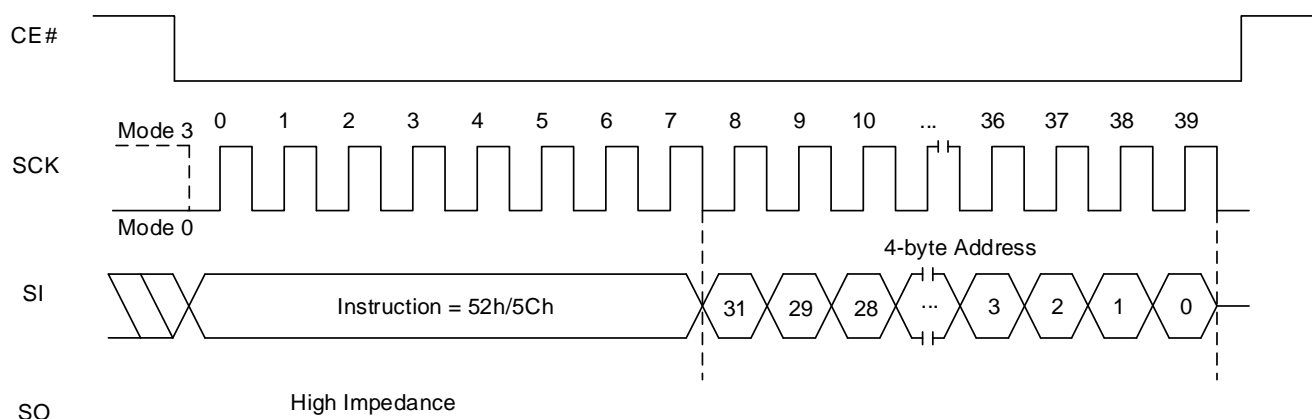 CE#
0 1 2 3 4 5 6 7 8 9 10 ... 36 37 38 39
Mode 3
SCK
Mode 0
4-byte Address
SI
Instruction = 52h/5Ch 31 29 28 ... 3 2 1 0
High Impedance
SO